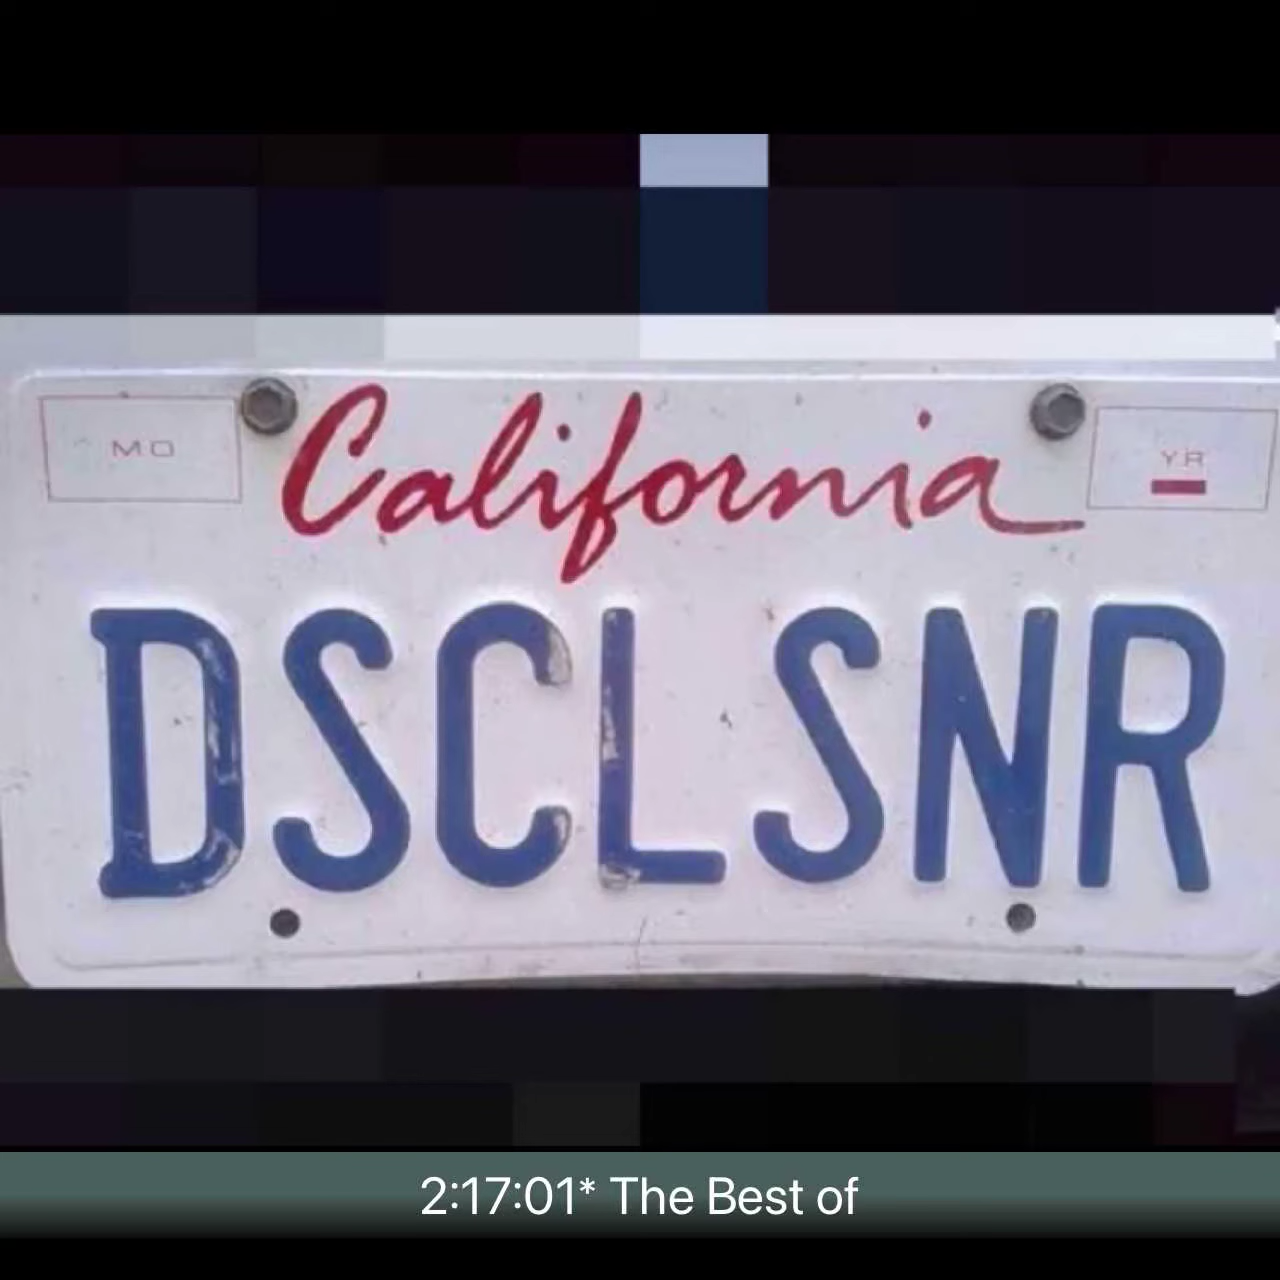 MO
California
YR
DSCLSNR
2:17:01* The Best of